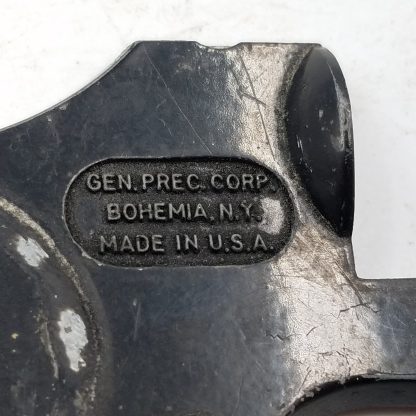 GEN. PREC. CORP.
BOHEMIA, N.Y.
MADE IN U.S.A.